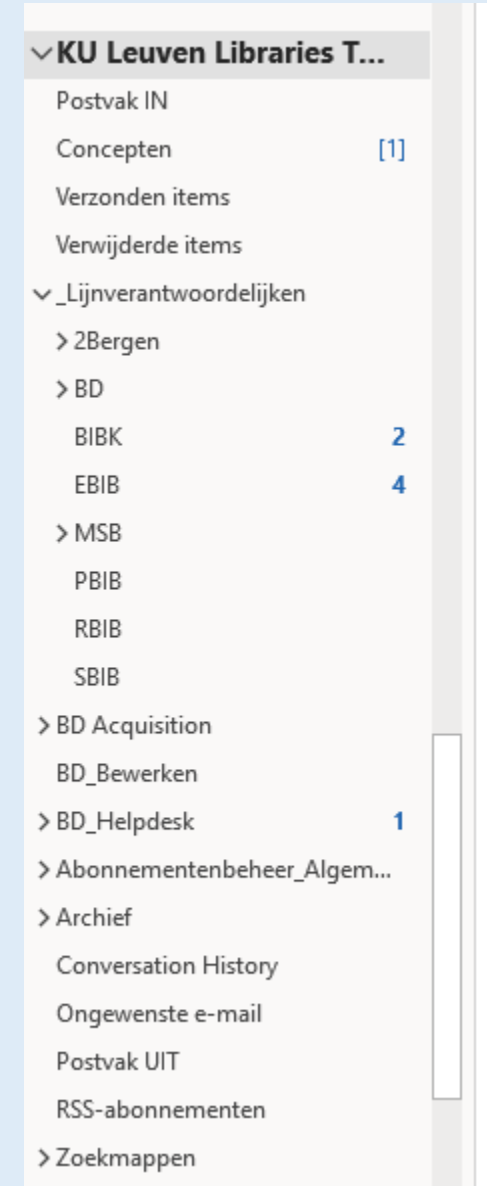 KU Leuven Libraries T...
Postvak IN
Concepten [1]
Verzonden items
Verwijderde items
_Lijnverantwoordelijken
2Bergen
BD
BIBK 2
EBIB 4
MSB
PBIB
RBIB
SBIB
BD Acquisition
BD_Bewerken
BD_Helpdesk 1
Abonnementenbeheer_Algem...
Archief
Conversation History
Ongewenste e-mail
Postvak UIT
RSS-abonnementen
Zoekmappen